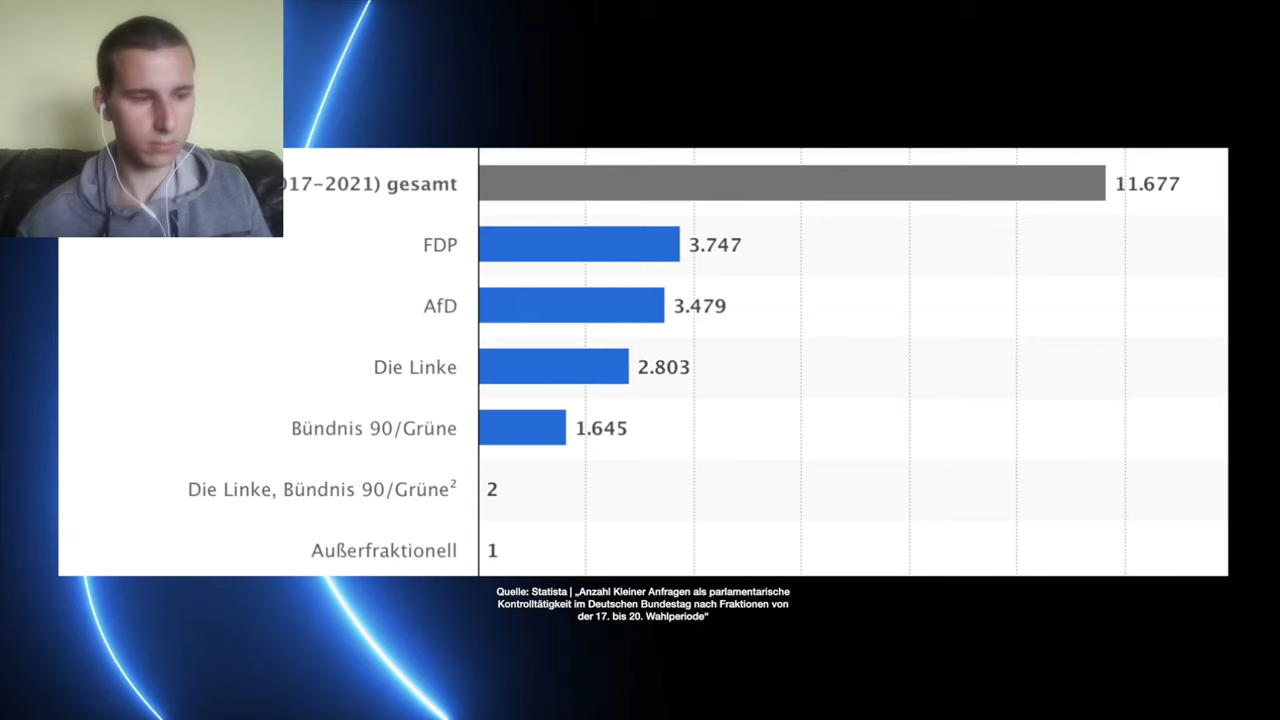 017-2021) gesamt 11.677
FDP 3.747
AfD 3.479
Die Linke 2.803
Bündnis 90/Grüne 1.645
Die Linke, Bündnis 90/Grüne² 2
Außerfraktionell 1
Quelle: Statista | „Anzahl Kleiner Anfragen als parlamentarische
Kontrolltätigkeit im Deutschen Bundestag nach Fraktionen von
der 17. bis 20. Wahlperiode“